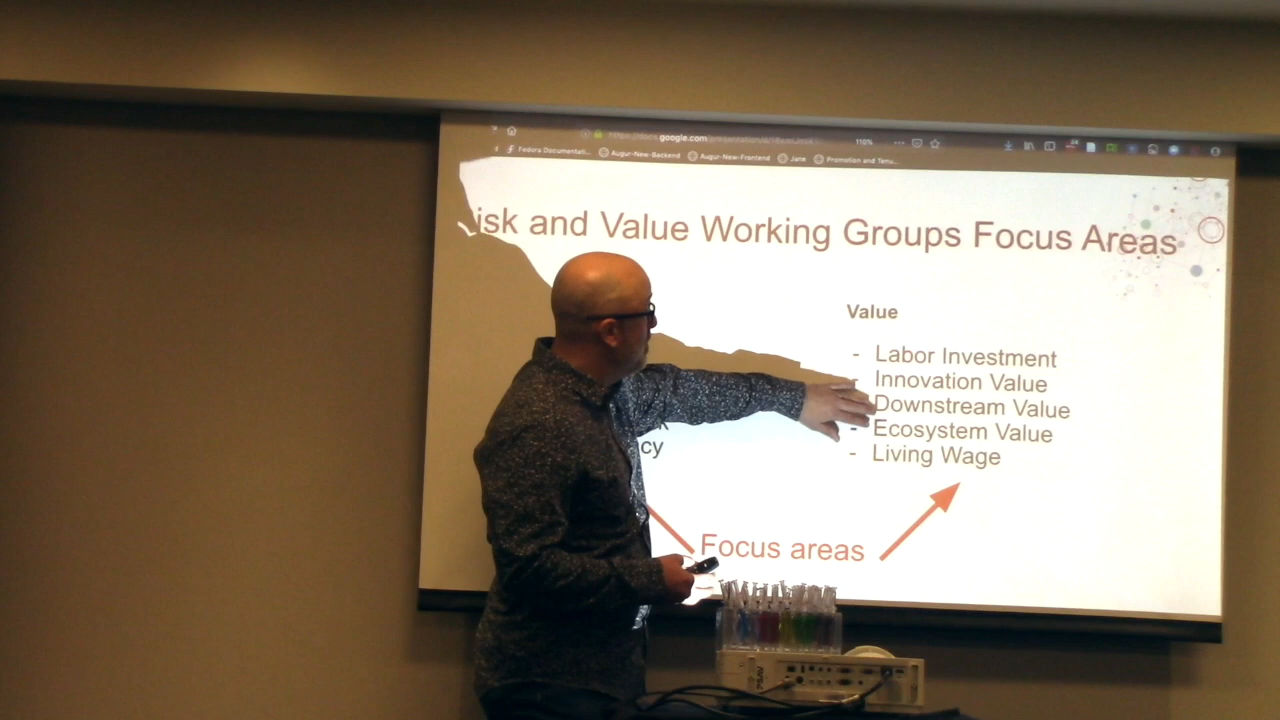 google.com
110%
Fedora Documentati... Augur-New-Backend Augur-New-Frontend Jane Promotion and Tenu...
isk and Value Working Groups Focus Areas
Value
- Labor Investment
- Innovation Value
Downstream Value
- Ecosystem Value
- Living Wage
cy
Focus areas